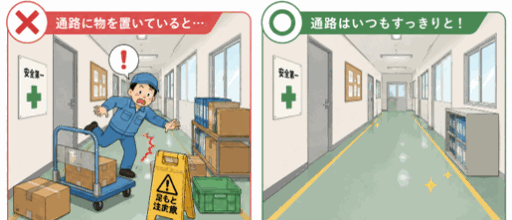 通路に物を置いていると…
安全第一
!
足もと
注意
通路はいつもすっきりと！
安全第一